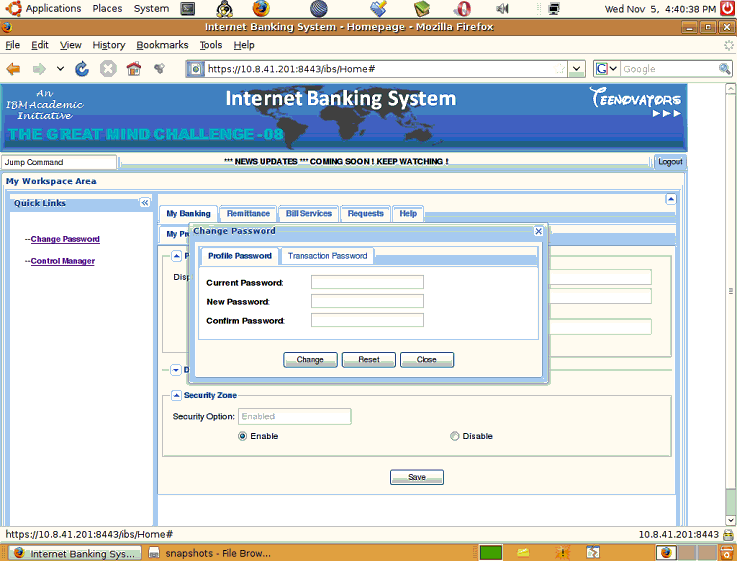 Applications Places System Wed Nov 5, 4:40:38 PM
Internet Banking System - Homepage - Mozilla Firefox
File Edit View History Bookmarks Tools Help
https://10.8.41.201:8443/ibs/Home# Google
An
IBM Academic
Initiative
Internet Banking System
TEENOVATORS
THE GREAT MIND CHALLENGE -08
Jump Command *** NEWS UPDATES *** COMING SOON ! KEEP WATCHING ! Logout
My Workspace Area
Quick Links
--Change Password
--Control Manager
My Banking Remittance Bill Services Requests Help
My Pr
Change Password
Profile Password Transaction Password
P
Disp
Current Password:
New Password:
Confirm Password:
Change Reset Close
D
Security Zone
Security Option: Enabled
Enable Disable
Save
https://10.8.41.201:8443/ibs/Home# 10.8.41.201:8443
Internet Banking Sys... snapshots - File Brow...